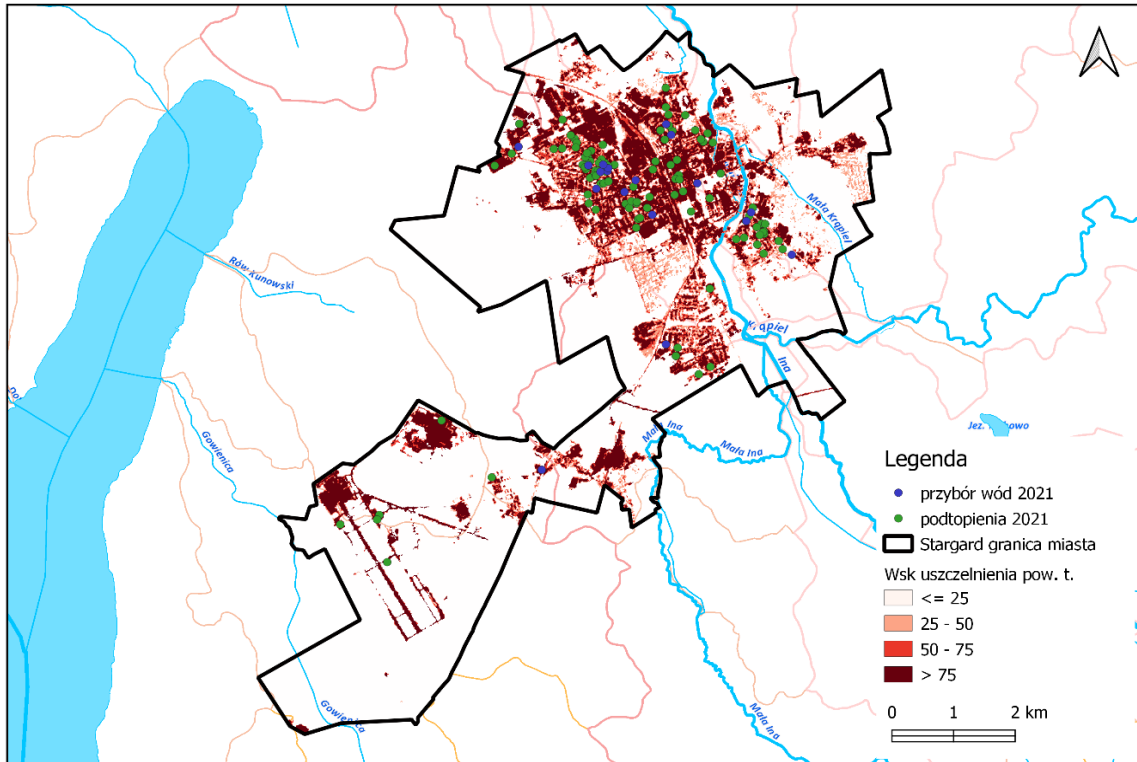 Mała Krąpiel
Rów Kunowski
Ina
Gowienica
Mała Ina
Mała Ina
Jez.
Gowienica
Mała Ina
Legenda
przybór wód 2021
podtopienia 2021
Stargard granica miasta
Wsk uszczelnienia pow. t.
<= 25
25 - 50
50 - 75
> 75
0 1 2 km